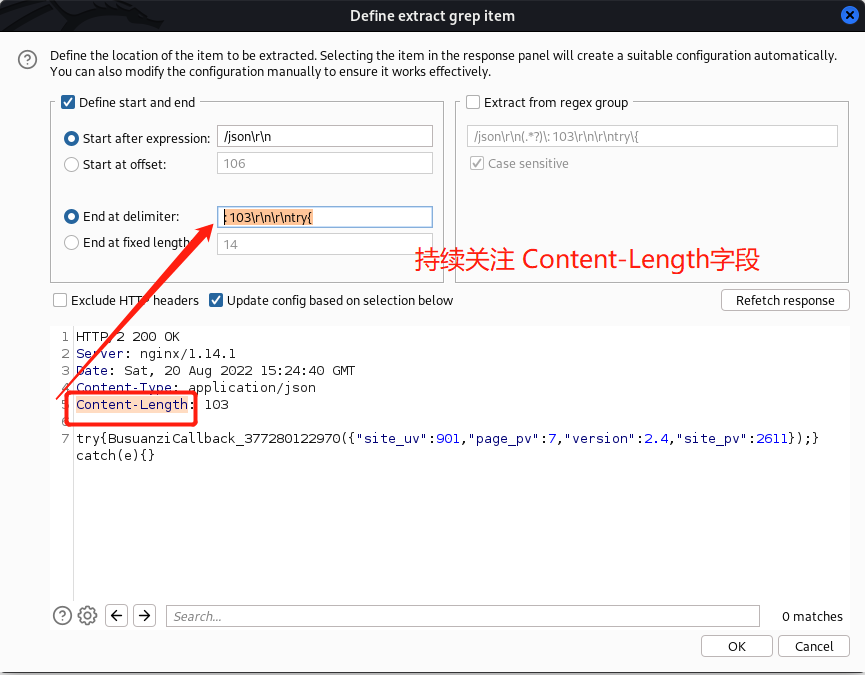 Define extract grep item
Define the location of the item to be extracted. Selecting the item in the response panel will create a suitable configuration automatically.
You can also modify the configuration manually to ensure it works effectively.
Define start and end
Start after expression: /json\r\n
Start at offset: 106
End at delimiter: : 103\r\n\r\ntry{
End at fixed length 14
Extract from regex group
/json\r\n(.*?)\: 103\r\n\r\ntry\{
Case sensitive
持续关注 Content-Length字段
Exclude HTTP headers
Update config based on selection below
Refetch response
1 HTTP/2 200 OK
2 Server: nginx/1.14.1
3 Date: Sat, 20 Aug 2022 15:24:40 GMT
4 Content-Type: application/json
5 Content-Length: 103
6
7 try{BusuanziCallback_377280122970({"site_uv":901,"page_pv":7,"version":2.4,"site_pv":2611});}
catch(e){}
Search...
0 matches
OK
Cancel